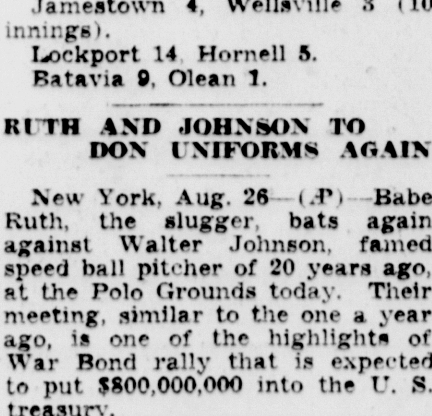 Jamestown 4, Wellsville 3 (10
innings).
Lockport 14, Hornell 5.
Batavia 9, Olean 1.
RUTH AND JOHNSON TO
DON UNIFORMS AGAIN
New York, Aug. 26—(AP)—Babe
Ruth, the slugger, bats again
against Walter Johnson, famed
speed ball pitcher of 20 years ago,
at the Polo Grounds today. Their
meeting, similar to the one a year
ago, is one of the highlights of
War Bond rally that is expected
to put $800,000,000 into the U. S.
treasury.